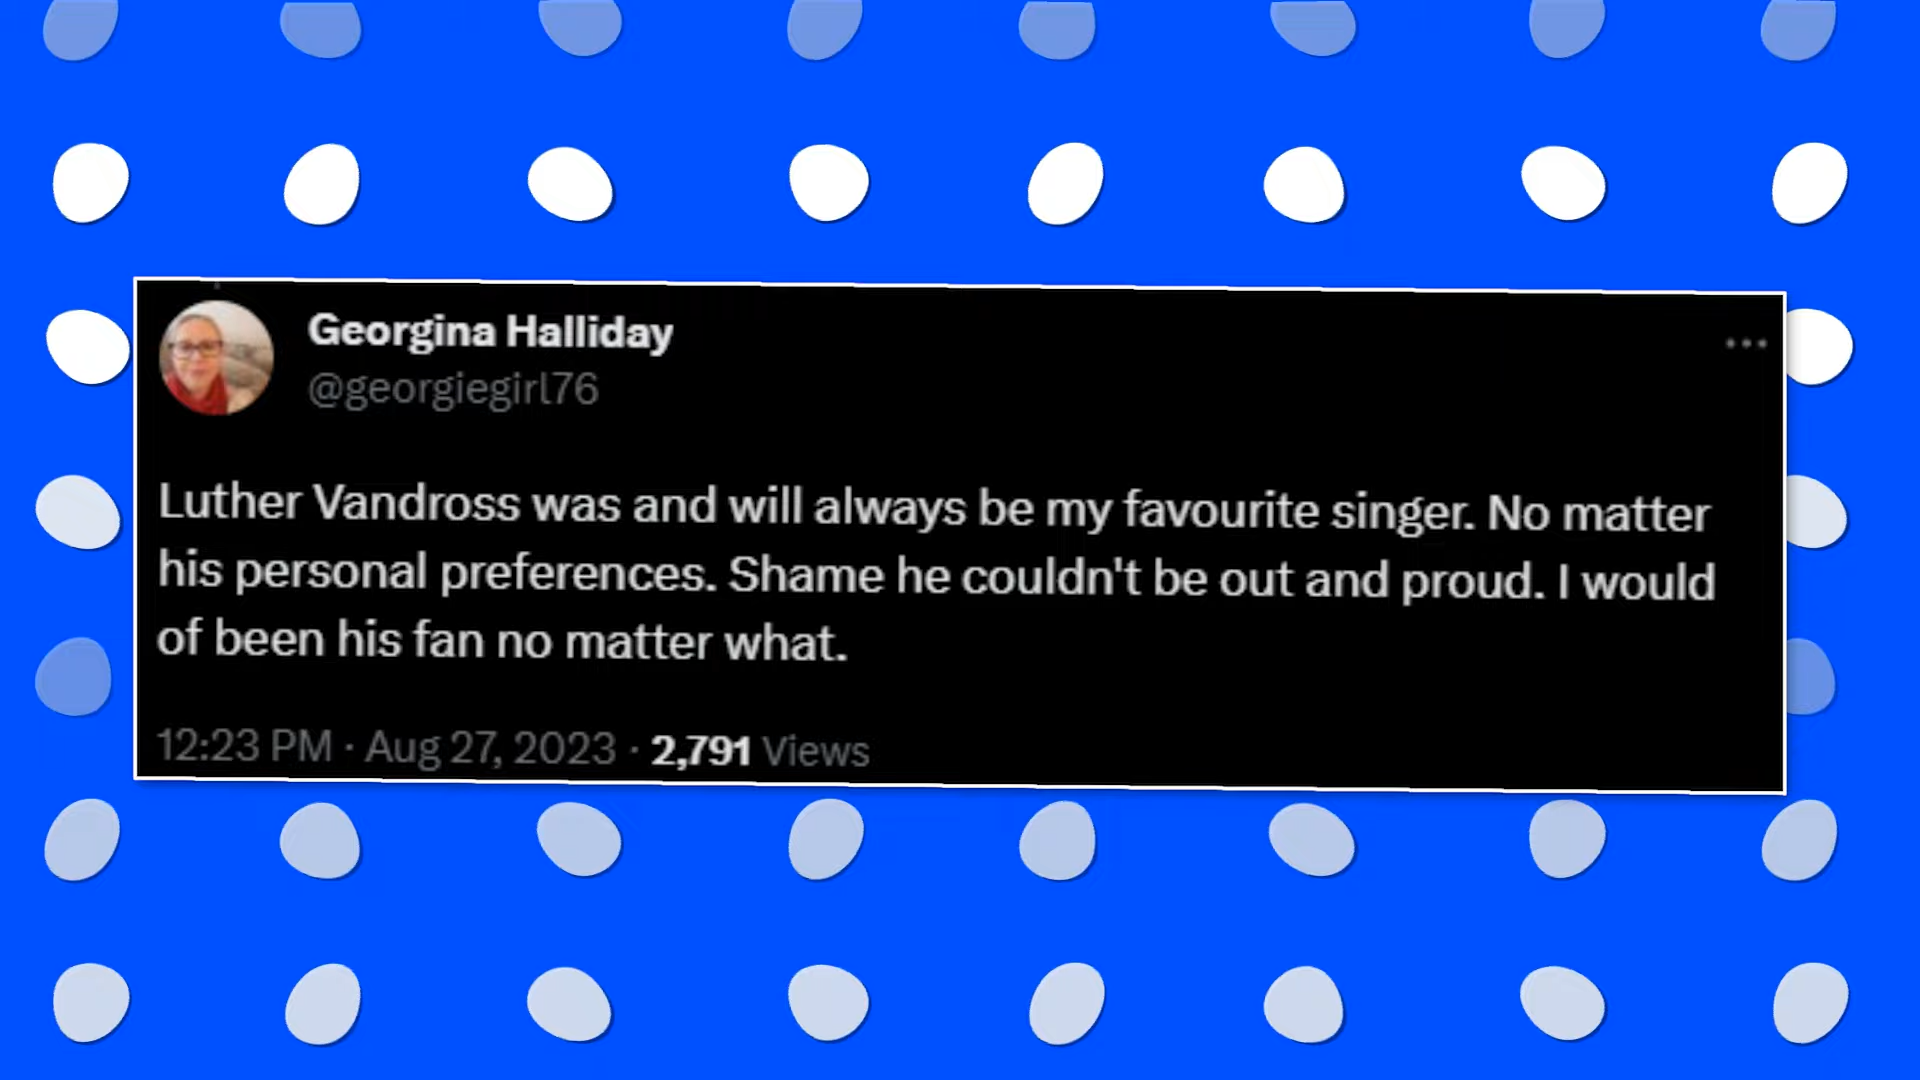 Georgina Halliday
@georgiegirl76
Luther Vandross was and will always be my favourite singer. No matter
his personal preferences. Shame he couldn't be out and proud. I would
of been his fan no matter what.
12:23 PM · Aug 27, 2023 · 2,791 Views